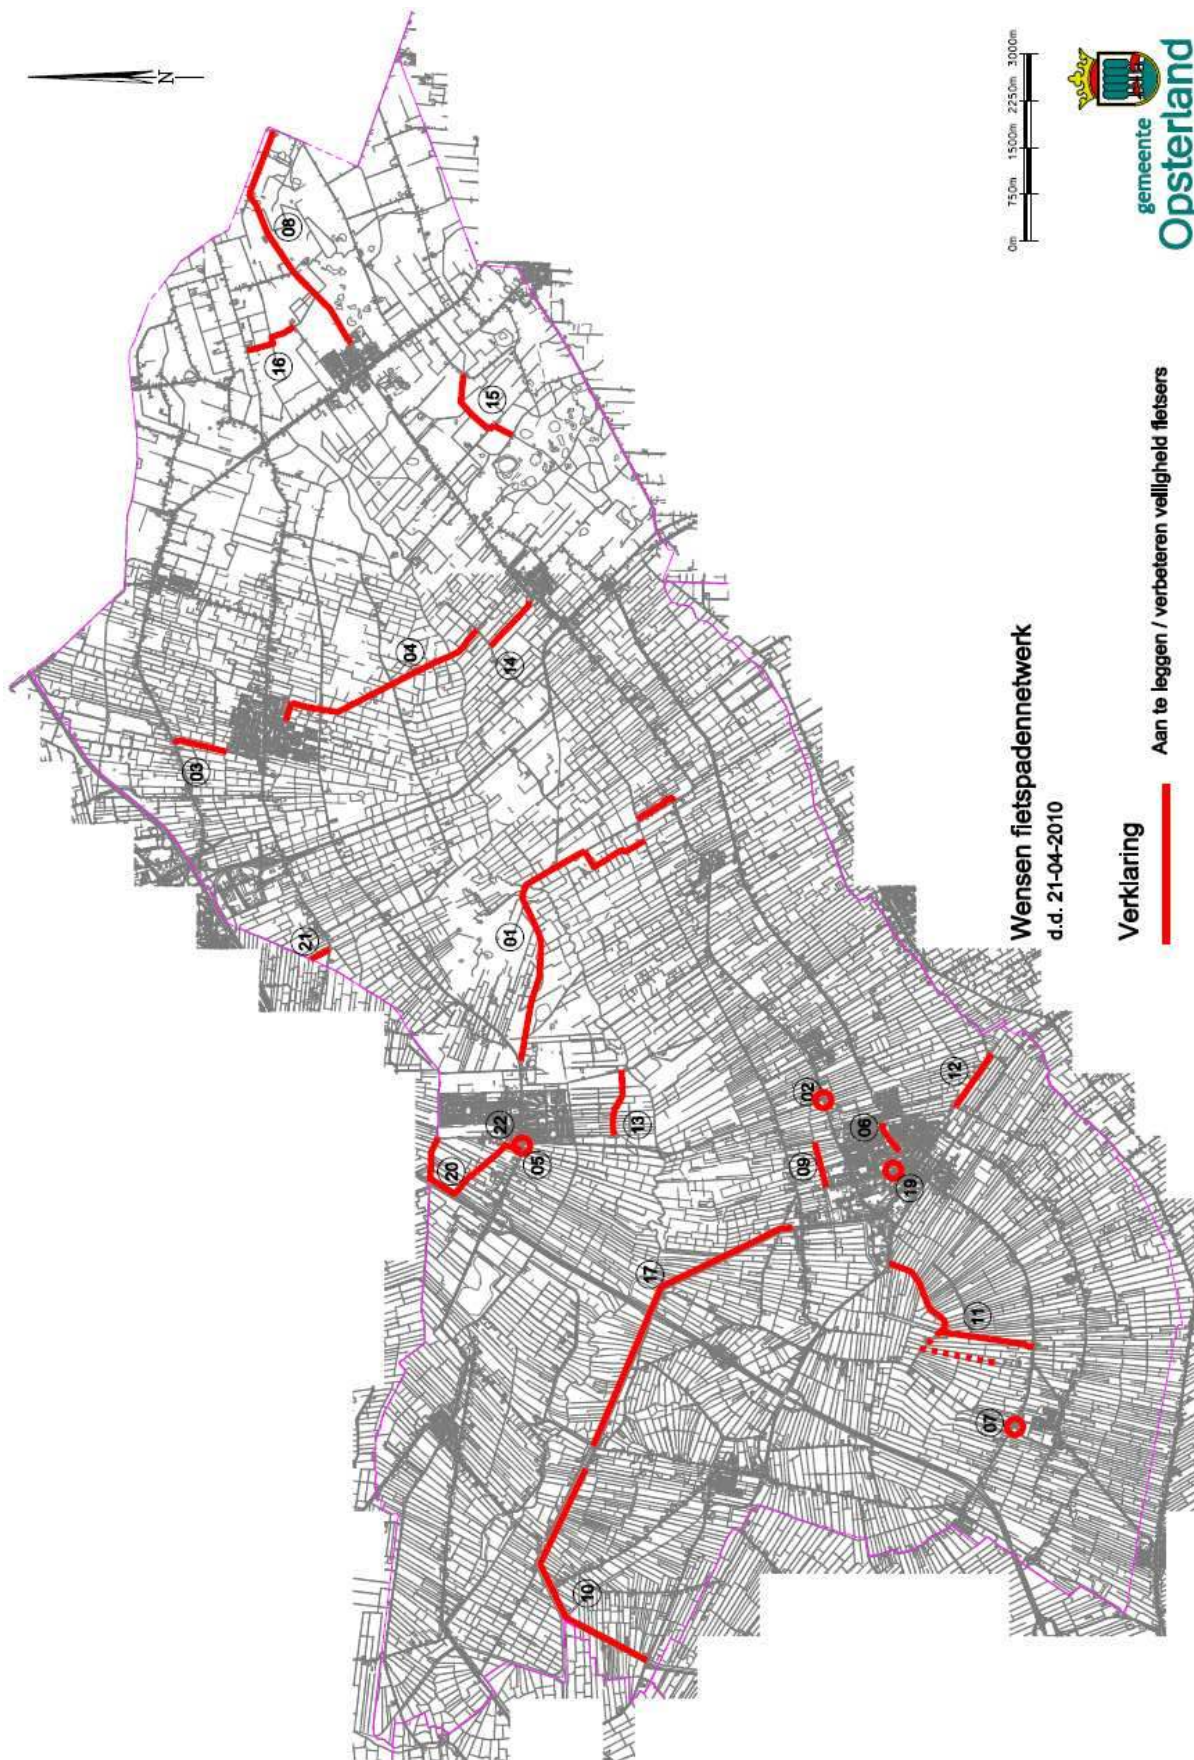 N
08
16
15
04
14
03
01
21
22
05
20
13
02
12
06
09
19
17
11
07
10
Wensen fietspadennetwerk
d.d. 21-04-2010
Verklaring
Aan te leggen / verbeteren veiligheid fietsers
0m 750m 1500m 2250m 3000m
gemeente
Opsterland